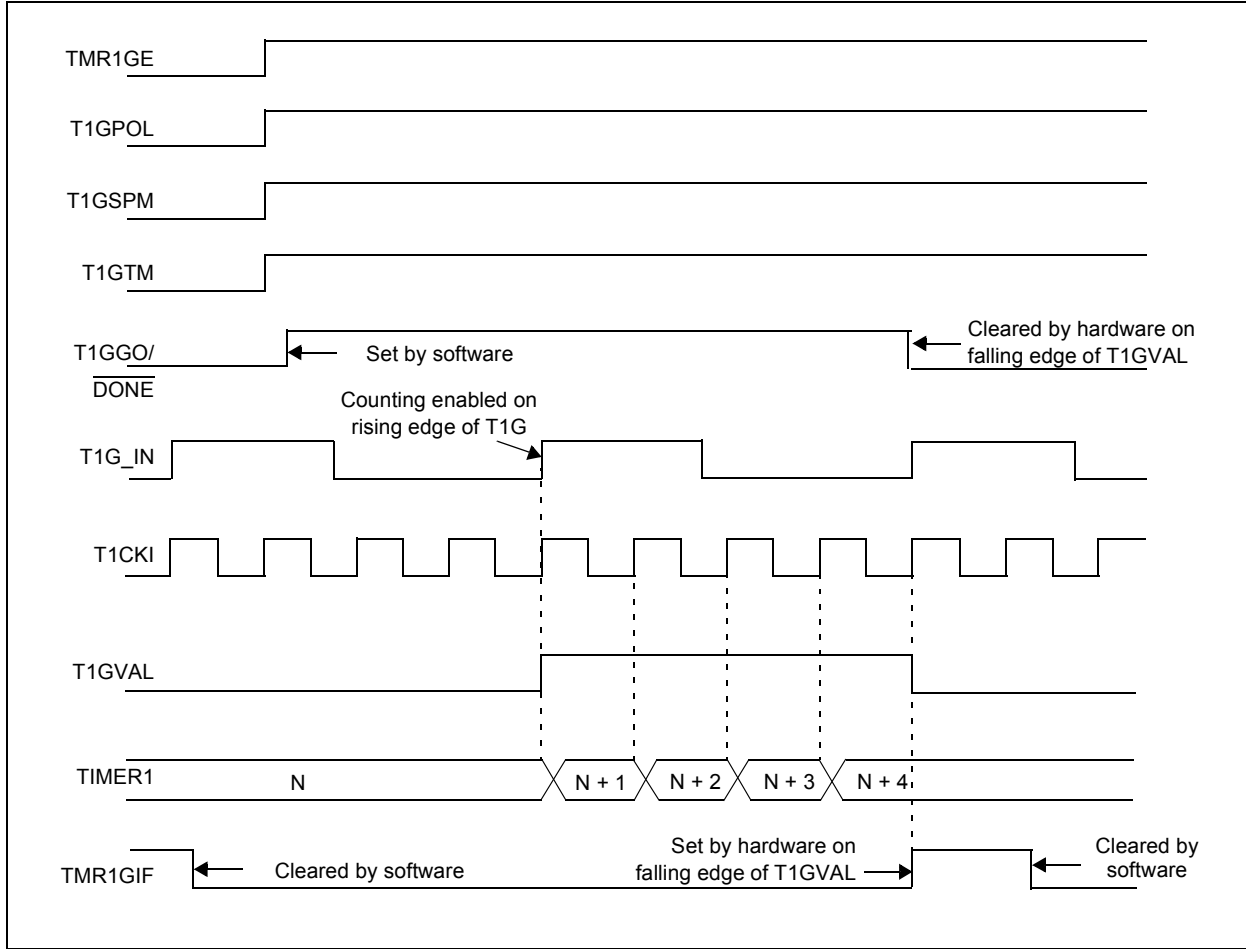 TMR1GE
T1GPOL
T1GSPM
T1GTM
T1GGO/
DONE
Set by software
Cleared by hardware on
falling edge of T1GVAL
Counting enabled on
rising edge of T1G
T1G_IN
T1CKI
T1GVAL
TIMER1
N
N + 1
N + 2
N + 3
N + 4
TMR1GIF
Cleared by software
Set by hardware on
falling edge of T1GVAL
Cleared by
software